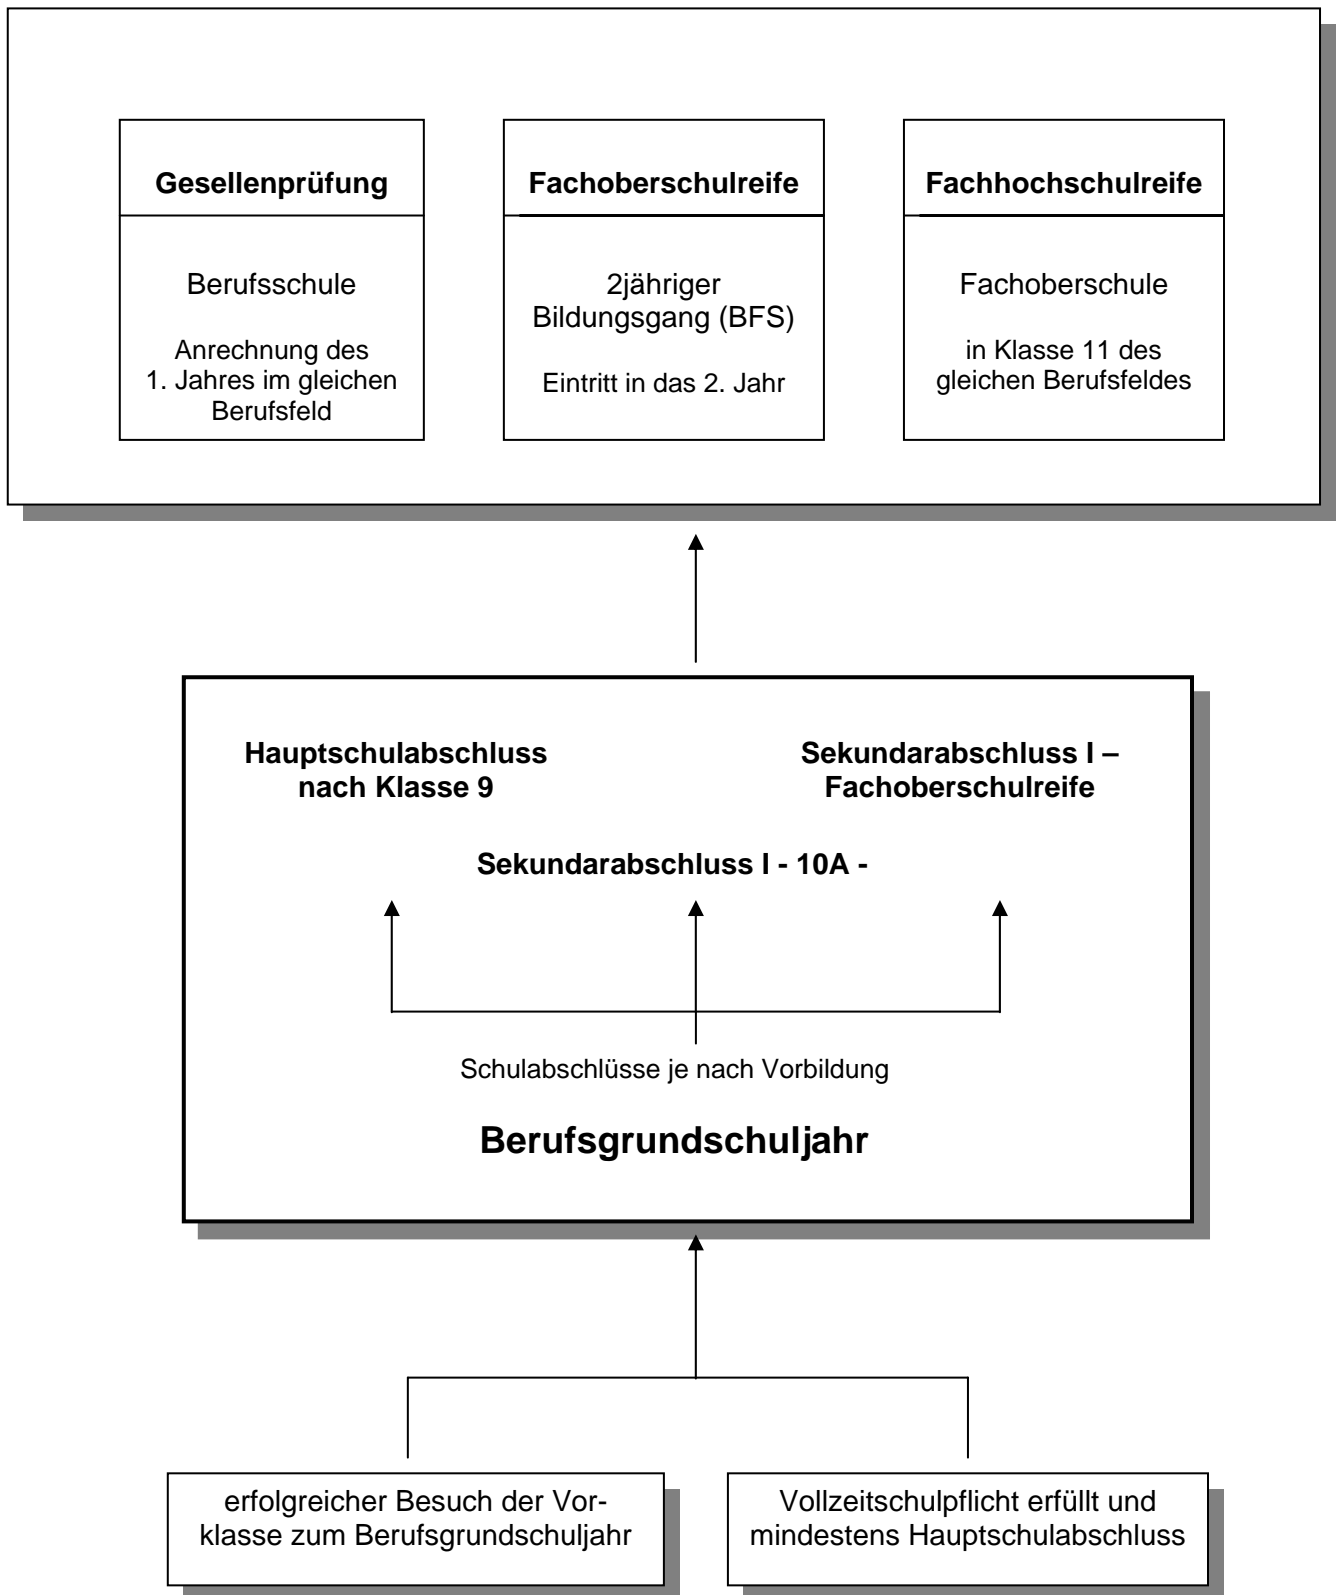 Gesellenprüfung
Berufsschule
Anrechnung des
1. Jahres im gleichen
Berufsfeld
Fachoberschulreife
2jähriger
Bildungsgang (BFS)
Eintritt in das 2. Jahr
Fachhochschulreife
Fachoberschule
in Klasse 11 des
gleichen Berufsfeldes
Hauptschulabschluss
nach Klasse 9
Sekundarabschluss I –
Fachoberschulreife
Sekundarabschluss I - 10A -
Schulabschlüsse je nach Vorbildung
Berufsgrundschuljahr
erfolgreicher Besuch der Vor-
klasse zum Berufsgrundschuljahr
Vollzeitschulpflicht erfüllt und
mindestens Hauptschulabschluss